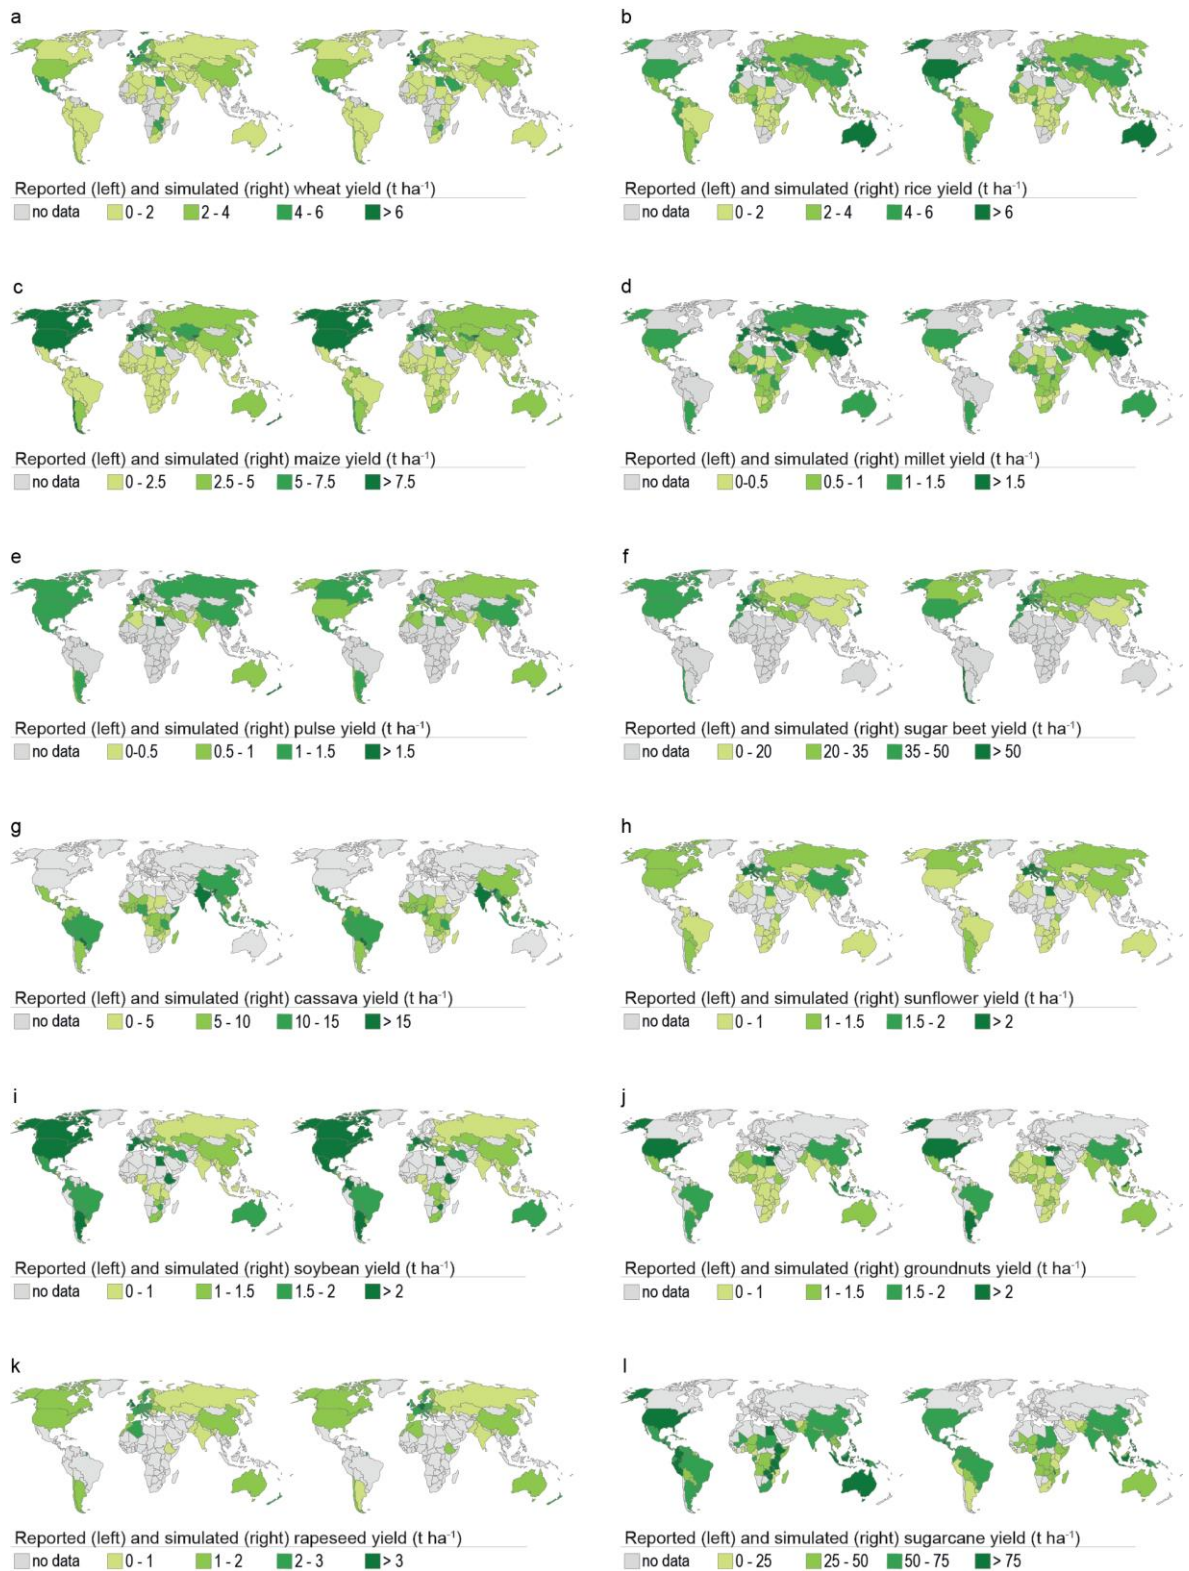 a
b
Reported (left) and simulated (right) wheat yield (t ha⁻¹)
no data 0 - 2 2 - 4 4 - 6 > 6
Reported (left) and simulated (right) rice yield (t ha⁻¹)
no data 0 - 2 2 - 4 4 - 6 > 6
c
d
Reported (left) and simulated (right) maize yield (t ha⁻¹)
no data 0 - 2.5 2.5 - 5 5 - 7.5 > 7.5
Reported (left) and simulated (right) millet yield (t ha⁻¹)
no data 0-0.5 0.5 - 1 1 - 1.5 > 1.5
e
f
Reported (left) and simulated (right) pulse yield (t ha⁻¹)
no data 0-0.5 0.5 - 1 1 - 1.5 > 1.5
Reported (left) and simulated (right) sugar beet yield (t ha⁻¹)
no data 0 - 20 20 - 35 35 - 50 > 50
g
h
Reported (left) and simulated (right) cassava yield (t ha⁻¹)
no data 0 - 5 5 - 10 10 - 15 > 15
Reported (left) and simulated (right) sunflower yield (t ha⁻¹)
no data 0 - 1 1 - 1.5 1.5 - 2 > 2
i
j
Reported (left) and simulated (right) soybean yield (t ha⁻¹)
no data 0 - 1 1 - 1.5 1.5 - 2 > 2
Reported (left) and simulated (right) groundnuts yield (t ha⁻¹)
no data 0 - 1 1 - 1.5 1.5 - 2 > 2
k
l
Reported (left) and simulated (right) rapeseed yield (t ha⁻¹)
no data 0 - 1 1 - 2 2 - 3 > 3
Reported (left) and simulated (right) sugarcane yield (t ha⁻¹)
no data 0 - 25 25 - 50 50 - 75 > 75